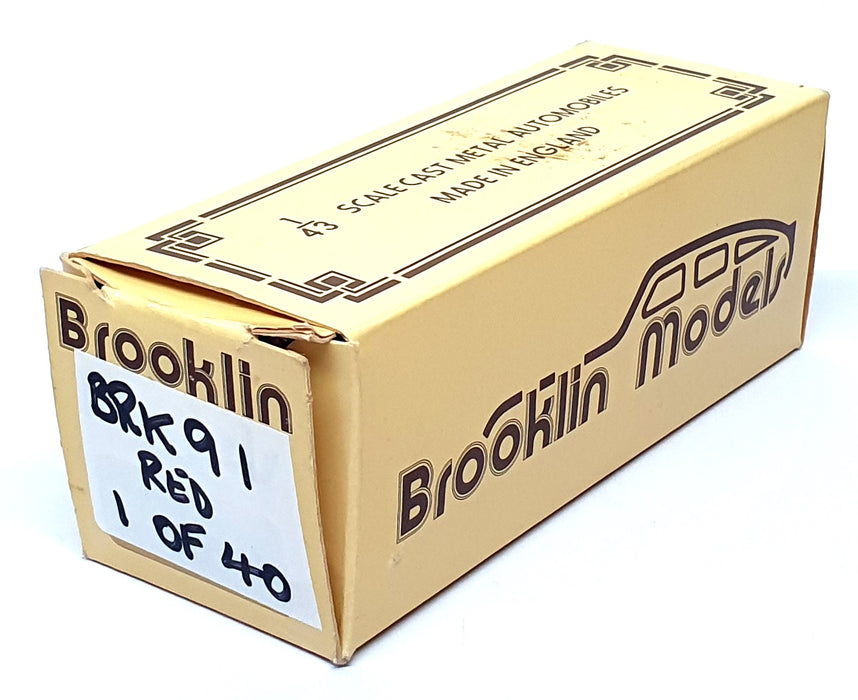 1/43 SCALE CAST METAL AUTOMOBILES
MADE IN ENGLAND
Brooklin Models
Brooklin
BRK 91
RED
1 OF 40